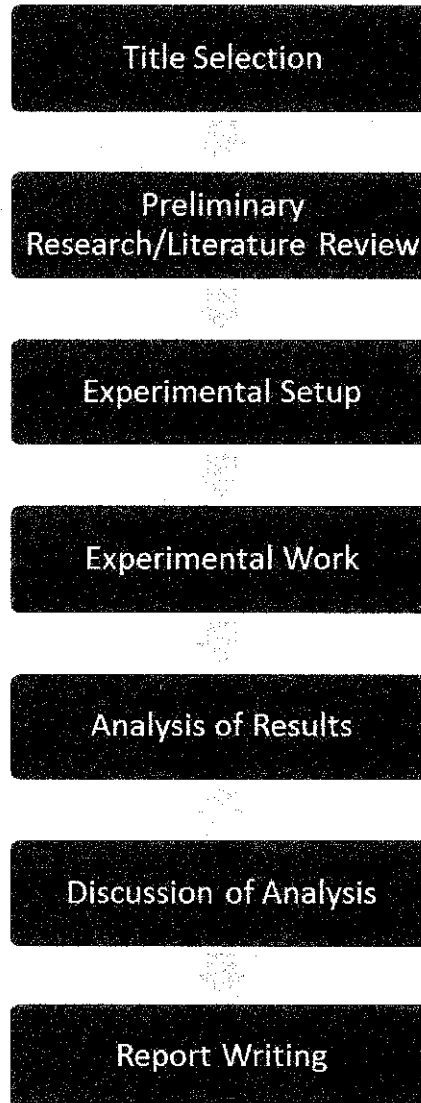 Title Selection
Preliminary
Research/Literature Review
Experimental Setup
Experimental Work
Analysis of Results
Discussion of Analysis
Report Writing